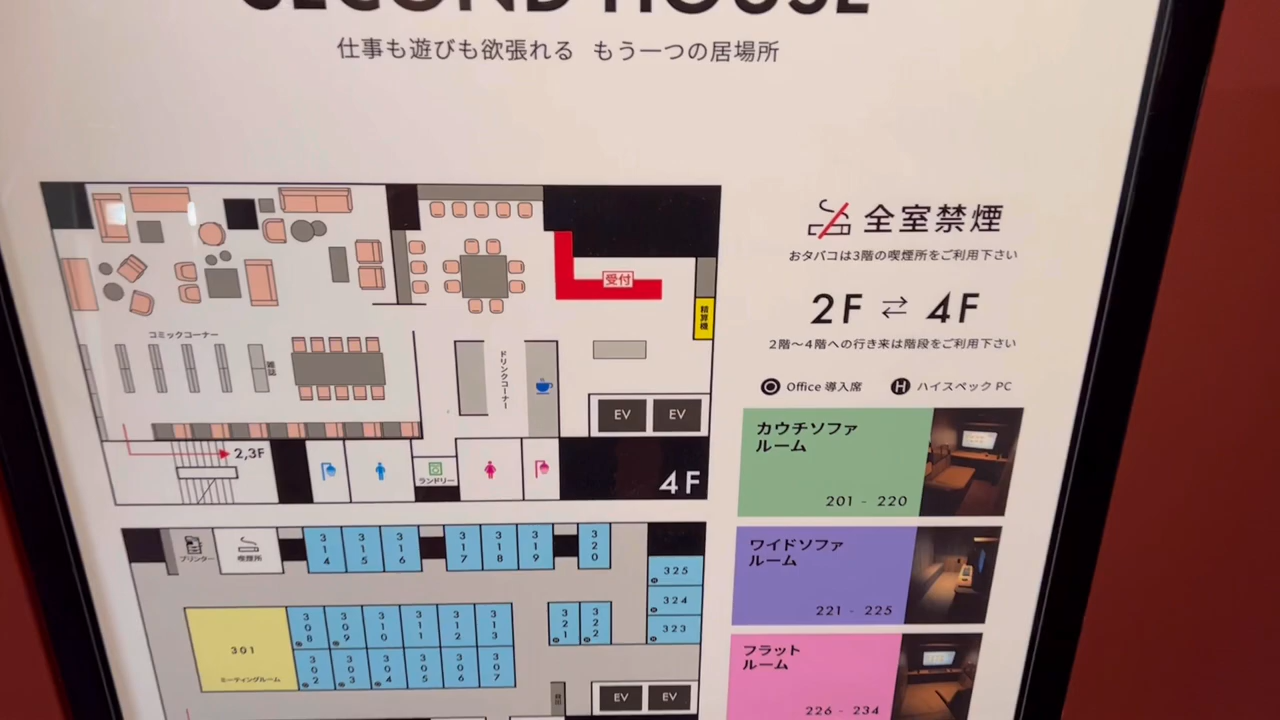 SECOND HOUSE
仕事も遊びも欲張れる もう一つの居場所
全室禁煙
おタバコは3階の喫煙所をご利用下さい
2F ⇄ 4F
2階〜4階への行き来は階段をご利用下さい
Office 導入席
H ハイスペック PC
カウチソファ
ルーム
201 - 220
ワイドソファ
ルーム
221 - 225
フラット
ルーム
226 - 234
受付
精算機
コミックコーナー
雑誌
ドリンクコーナー
EV
EV
2,3F
ランドリー
4F
プリンター
喫煙所
314
315
316
317
318
319
320
325
324
323
301
ミーティングルーム
308
309
310
311
312
313
321
322
302
303
304
305
306
307
EV
EV